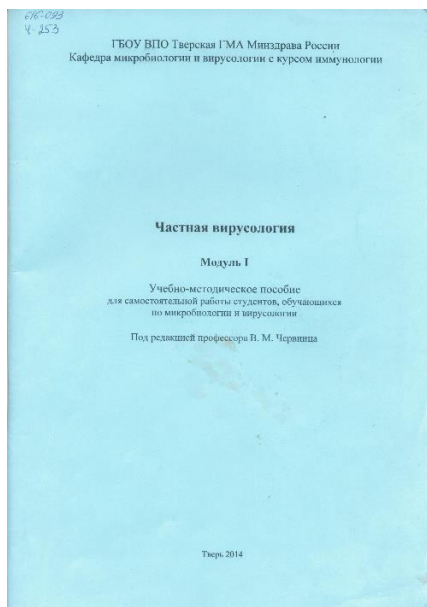 616-093
Ч-253
ГБОУ ВПО Тверская ГМА Минздрава России
Кафедра микробиологии и вирусологии с курсом иммунологии
Частная вирусология
Модуль I
Учебно-методическое пособие
для самостоятельной работы студентов, обучающихся
по микробиологии и вирусологии
Под редакцией профессора В. М. Червинца
Тверь 2014